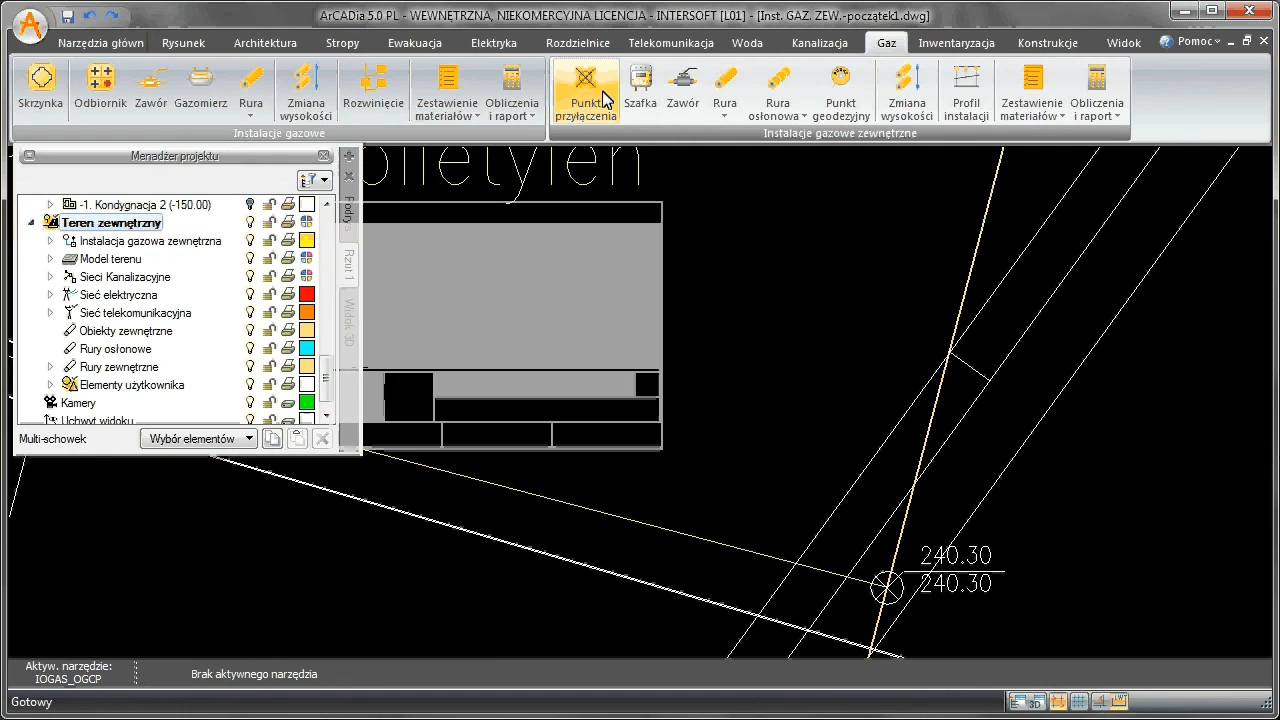 ArCADia 5.0 PL - WEWNĘTRZNA NIEKOMERCYJNA LICENCJA - INTERSOFT [L01] - [Inst. GAZ. ZEW.-początek1.dwg]
Narzędzia główn Rysunek Architektura Stropy Ewakuacja Elektryka Rozdzielnice Telekomunikacja Woda Kanalizacja Gaz Inwentaryzacja Konstrukcje Widok Pomoc
Skrzynka Odbiornik Zawór Gazomierz Rura Zmiana wysokości Rozwinięcie Zestawienie materiałów Obliczenia i raport
Punkt przyłączenia Szafka Zawór Rura Rura osłonowa Punkt geodezyjny Zmiana wysokości Profil instalacji Zestawienie materiałów Obliczenia i raport
Instalacje gazowe Instalacje gazowe zewnętrzne
Menadżer projektu
-1. Kondygnacja 2 (-150.00)
Teren zewnętrzny
Instalacja gazowa zewnętrzna
Model terenu
Sieci Kanalizacyjne
Sieć elektryczna
Sieć telekomunikacyjna
Obiekty zewnętrzne
Rury osłonowe
Rury zewnętrzne
Elementy użytkownika
Kamery
Uchwyt widoku
Multi-schowek Wybór elementów
Podrys
Rzut 1
Widok 3D
240.30
240.30
Aktyw. narzędzie:
IOGAS_OGCP
Brak aktywnego narzędzia
Gotowy